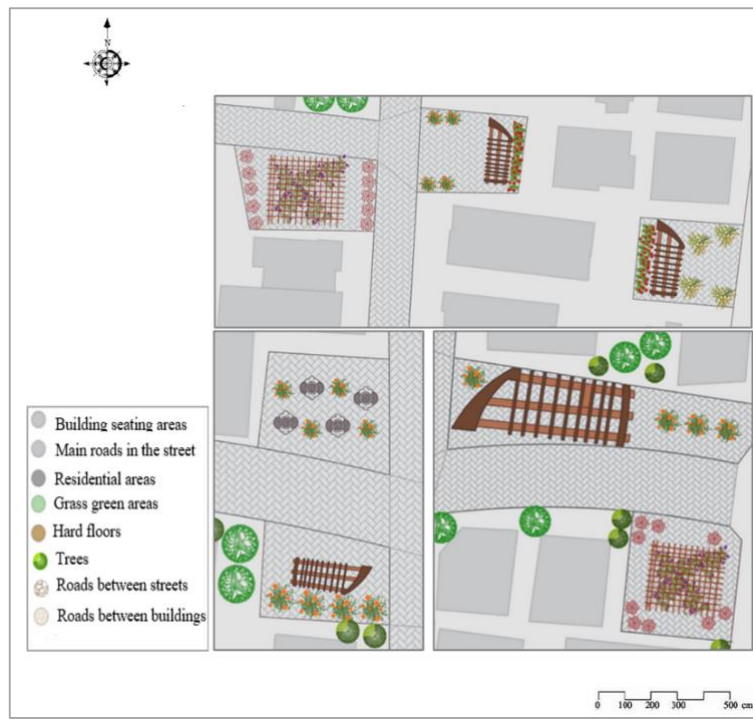 N
Building seating areas
Main roads in the street
Residential areas
Grass green areas
Hard floors
Trees
Roads between streets
Roads between buildings
0 100 200 300 500 cm